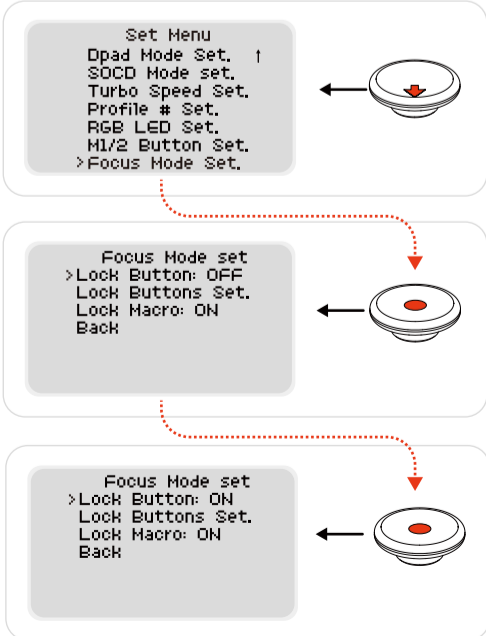 Set Menu
Dpad Mode Set. ↑
SOCD Mode set.
Turbo Speed Set.
Profile # Set.
RGB LED Set.
M1/2 Button Set.
>Focus Mode Set.
Focus Mode set
>Lock Button: OFF
Lock Buttons Set.
Lock Macro: ON
Back
Focus Mode set
>Lock Button: ON
Lock Buttons Set.
Lock Macro: ON
Back